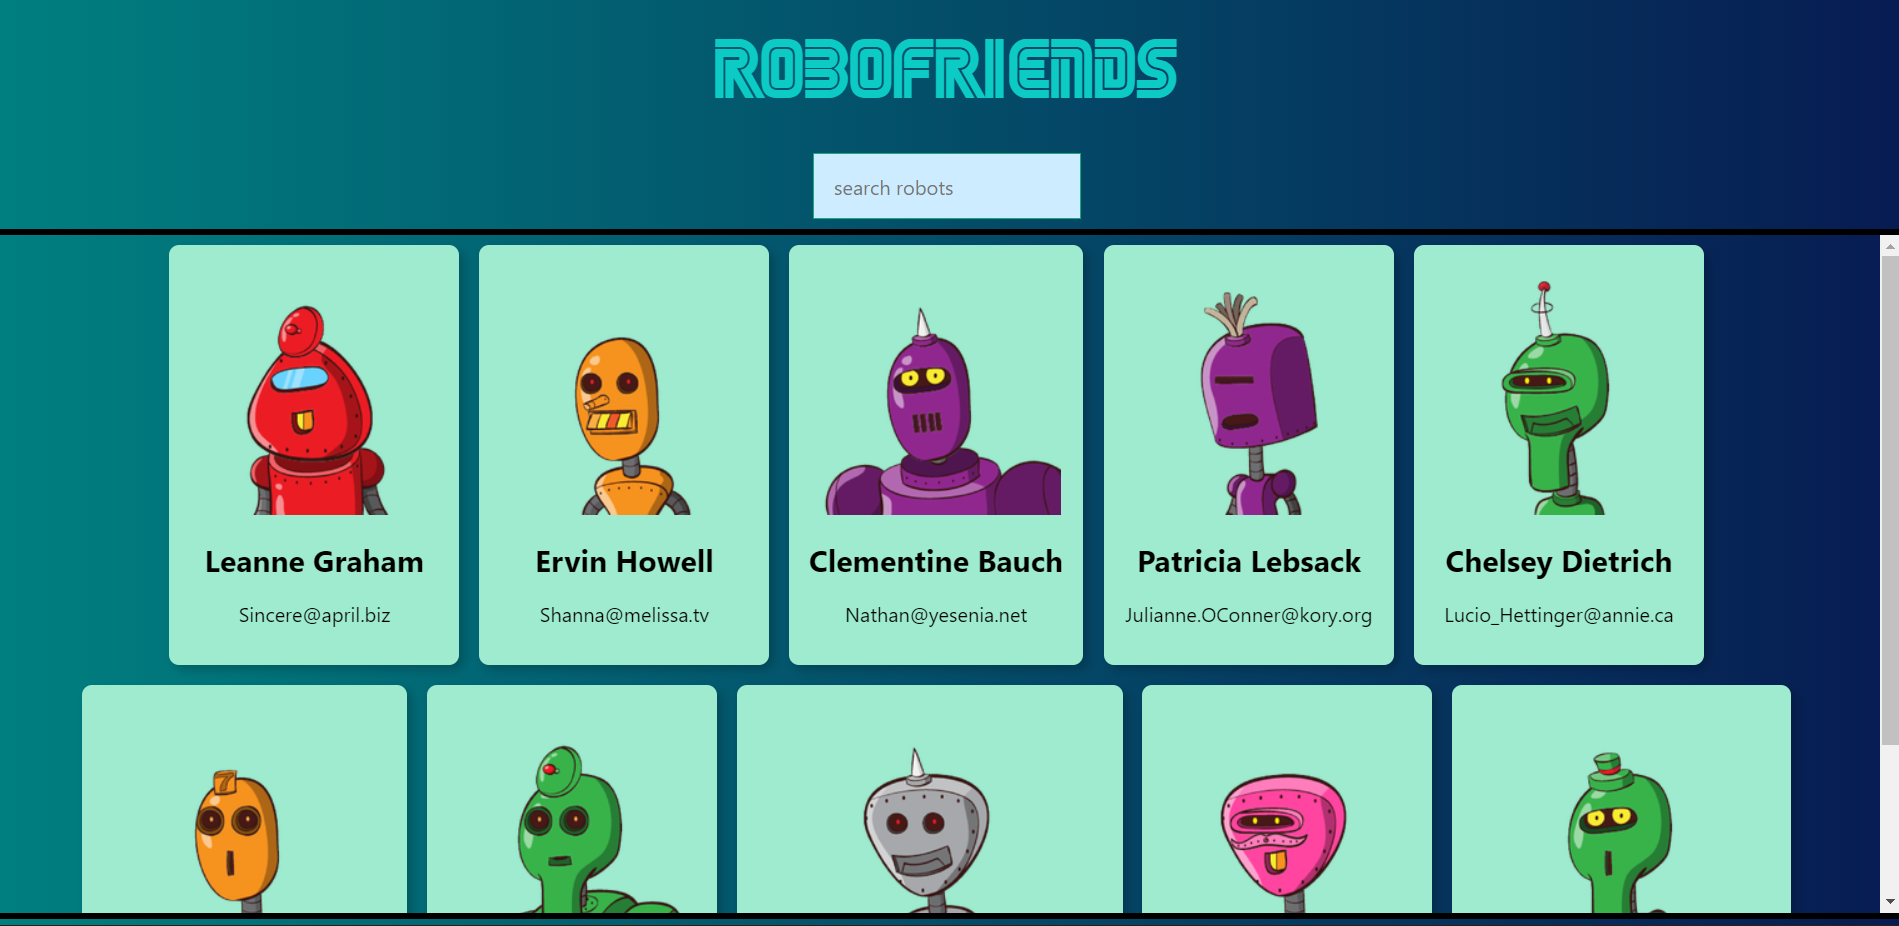 ROBOFRIENDS
search robots
Leanne Graham
Sincere@april.biz
Ervin Howell
Shanna@melissa.tv
Clementine Bauch
Nathan@yesenia.net
Patricia Lebsack
Julianne.OConner@kory.org
Chelsey Dietrich
Lucio_Hettinger@annie.ca
7